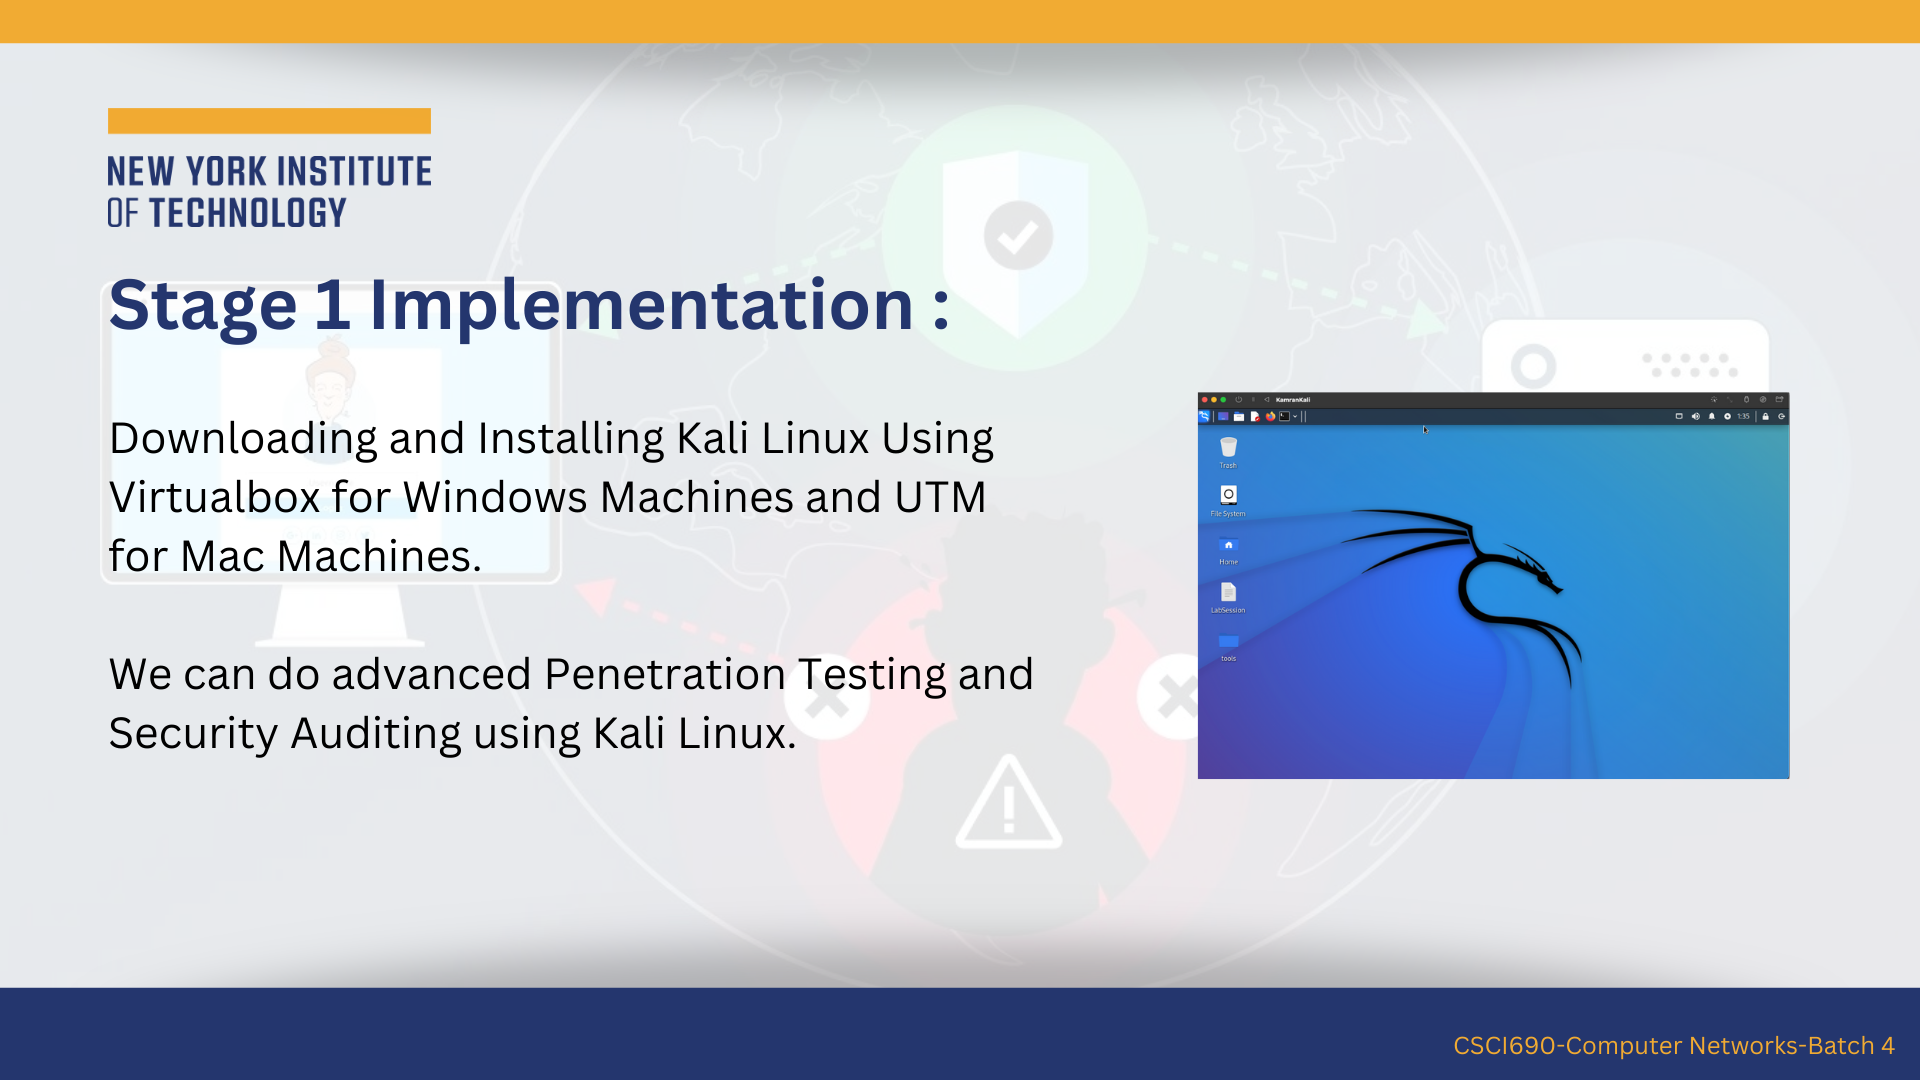 NEW YORK INSTITUTE
OF TECHNOLOGY
Stage 1 Implementation :
Downloading and Installing Kali Linux Using
Virtualbox for Windows Machines and UTM
for Mac Machines.
We can do advanced Penetration Testing and
Security Auditing using Kali Linux.
KamranKali
1:35
Trash
File System
Home
LabSession
tools
CSCI690-Computer Networks-Batch 4